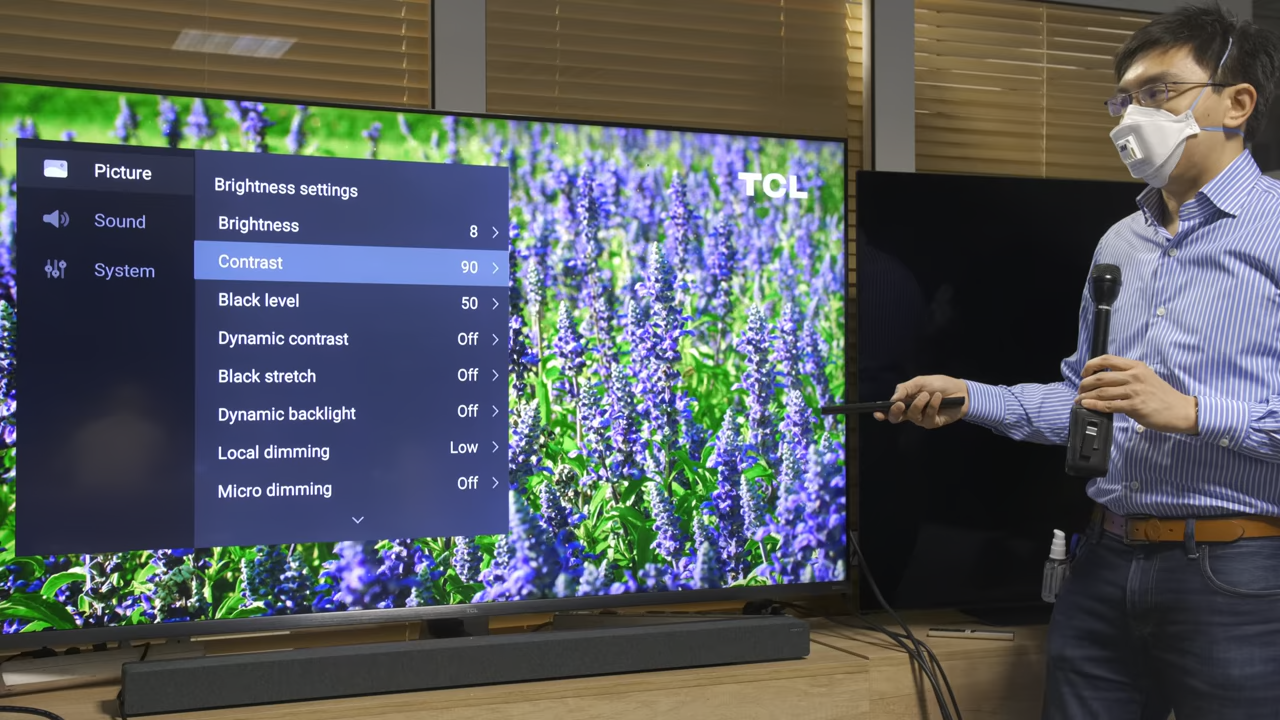 Picture
Sound
System
Brightness settings
Brightness 8
Contrast 90
Black level 50
Dynamic contrast Off
Black stretch Off
Dynamic backlight Off
Local dimming Low
Micro dimming Off
TCL
TCL